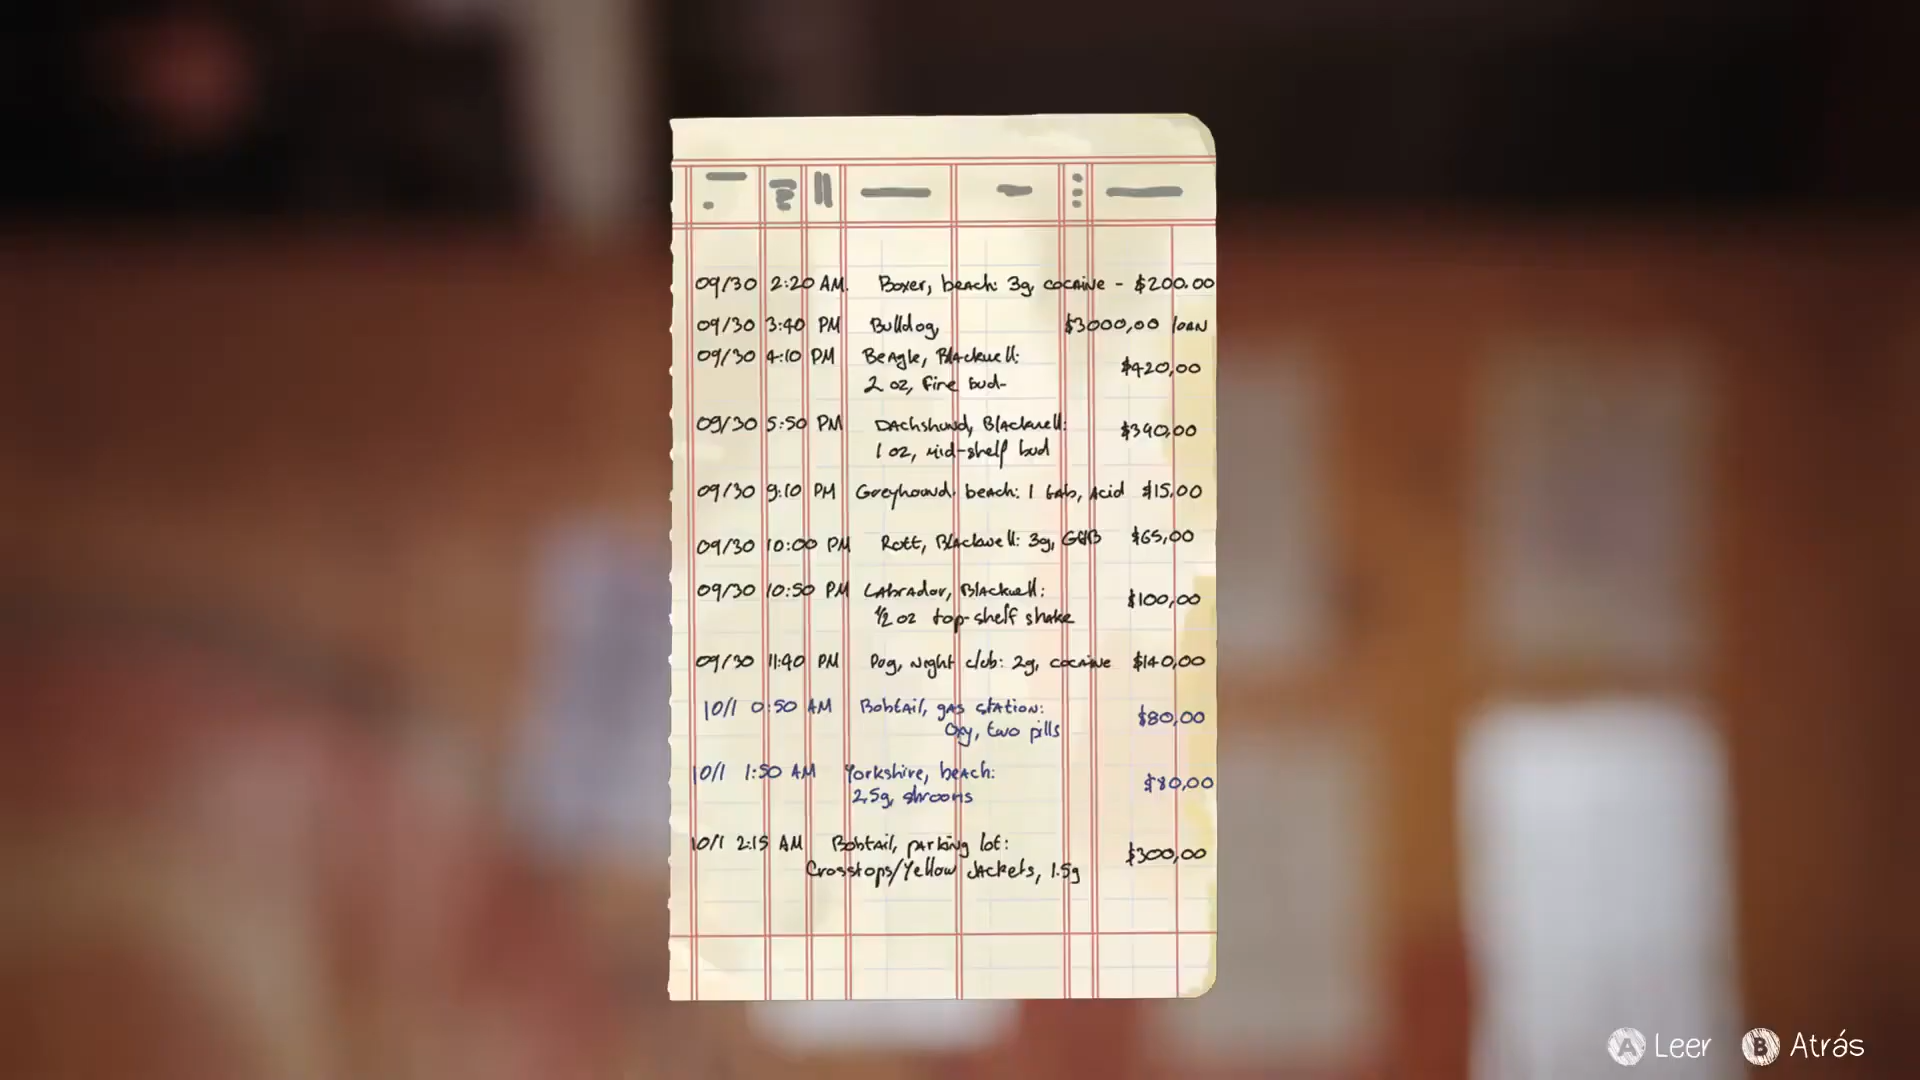 09/30 2:20 AM. Boxer, beach: 3g, cocaine - $200.00
09/30 3:40 PM Bulldog, $3000,00 loan
09/30 4:10 PM Beagle, Blackwell: $420,00
2 oz, fine bud-
09/30 5:50 PM Dachshund, Blackwell: $390,00
1 oz, mid-shelf bud
09/30 9:10 PM Greyhound, beach: 1 tab, acid $15,00
09/30 10:00 PM Rott, Blackwell: 3g, GHB $65,00
09/30 10:50 PM Labrador, Blackwell: $100,00
1/2 oz top-shelf shake
09/30 11:40 PM Pog, night club: 2g, cocaine $140,00
10/1 0:50 AM Bobtail, gas station: $80,00
Oxy, two pills
10/1 1:50 AM Yorkshire, beach: $80,00
2,5g, shrooms
10/1 2:15 AM Bobtail, parking lot: $300,00
Crosstops/Yellow Jackets, 1.5g
A Leer B Atrás